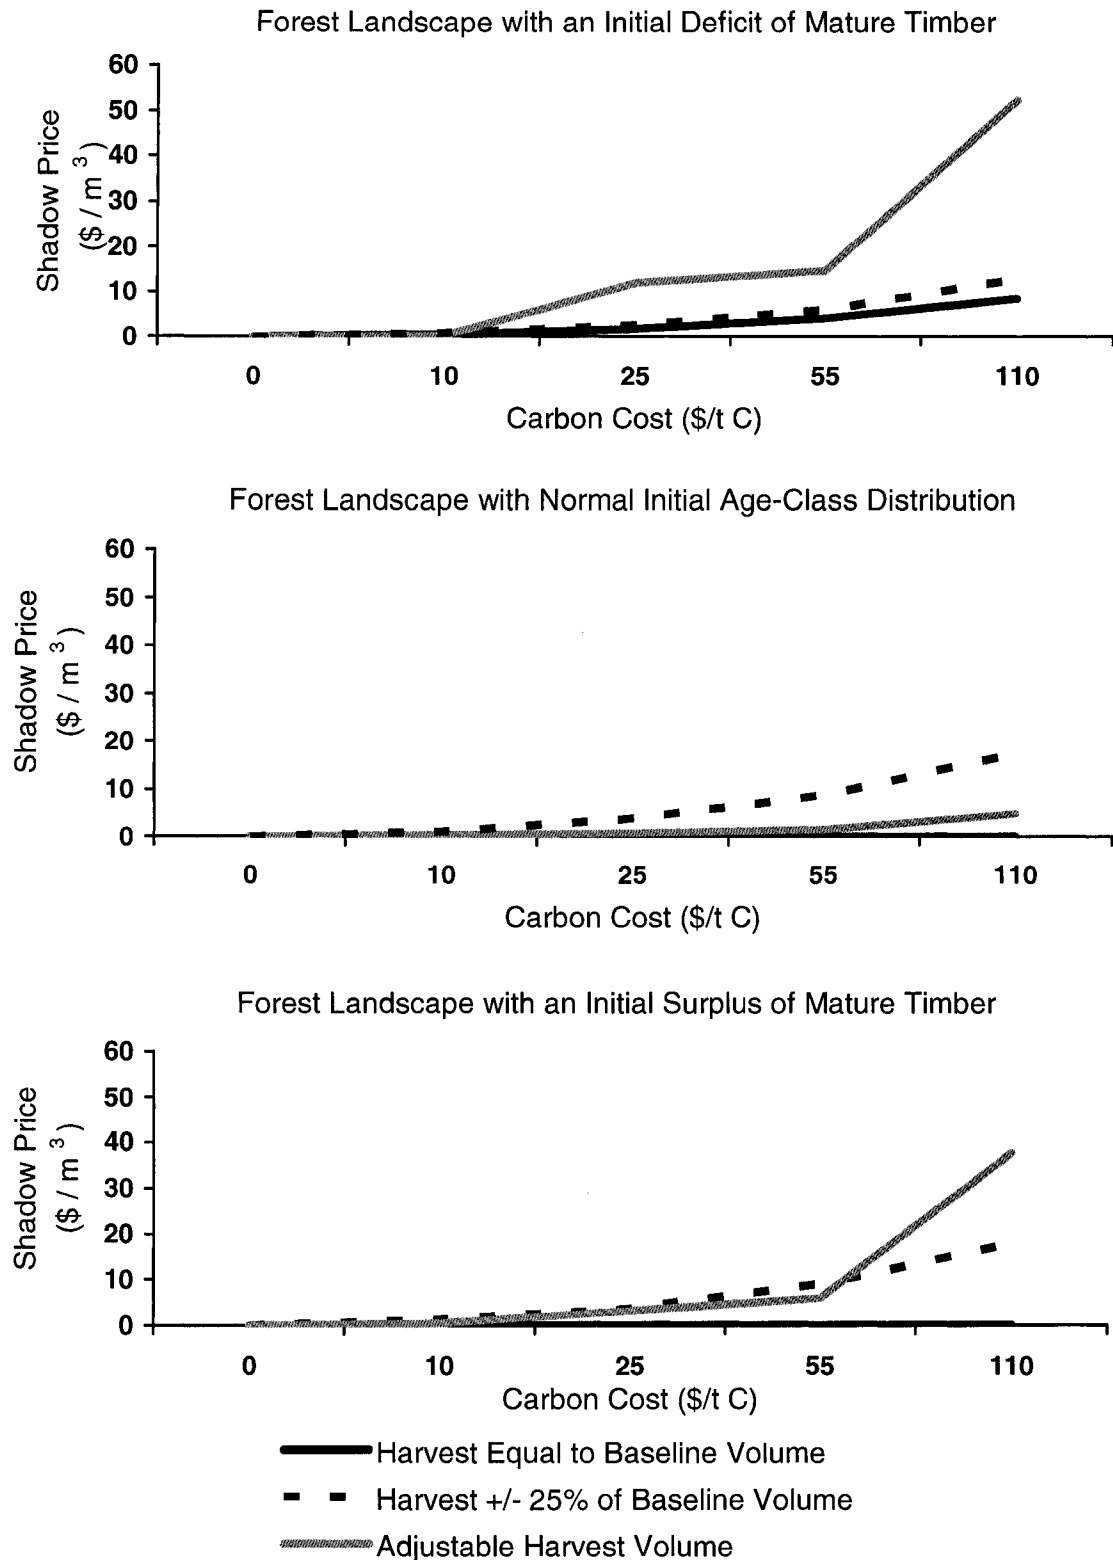 Forest Landscape with an Initial Deficit of Mature Timber
60
50
40
30
20
10
0
Shadow Price
($ / m 3)
0 10 25 55 110
Carbon Cost ($/t C)
Forest Landscape with Normal Initial Age-Class Distribution
60
50
40
30
20
10
0
Shadow Price
($ / m 3)
0 10 25 55 110
Carbon Cost ($/t C)
Forest Landscape with an Initial Surplus of Mature Timber
60
50
40
30
20
10
0
Shadow Price
($ / m 3)
0 10 25 55 110
Carbon Cost ($/t C)
Harvest Equal to Baseline Volume
Harvest +/- 25% of Baseline Volume
Adjustable Harvest Volume